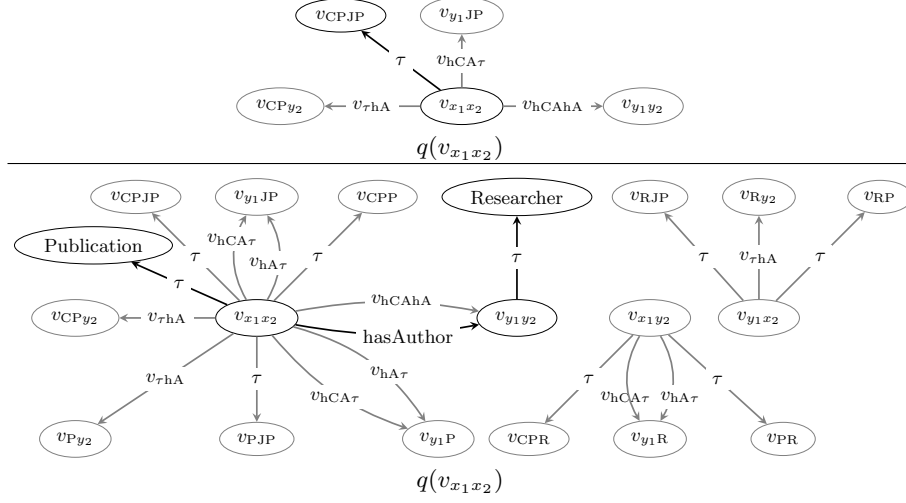 v_CPJP v_y₁JP
τ v_hCAτ
v_CPy₂ v_τhA v_x₁x₂ v_hCAhA v_y₁y₂
q(v_x₁x₂)
v_CPJP v_y₁JP v_CPP Researcher v_RJP v_Ry₂ v_RP
Publication τ v_hCAτ v_hAτ τ τ τ v_τhA τ
τ
v_CPy₂ v_τhA v_x₁x₂ v_hCAhA v_y₁y₂ v_x₁y₂ v_y₁x₂
hasAuthor
v_τhA τ v_hCAτ v_hAτ τ v_hCAτ v_hAτ τ
v_Py₂ v_PJP v_y₁P v_CPR v_y₁R v_PR
q(v_x₁x₂)